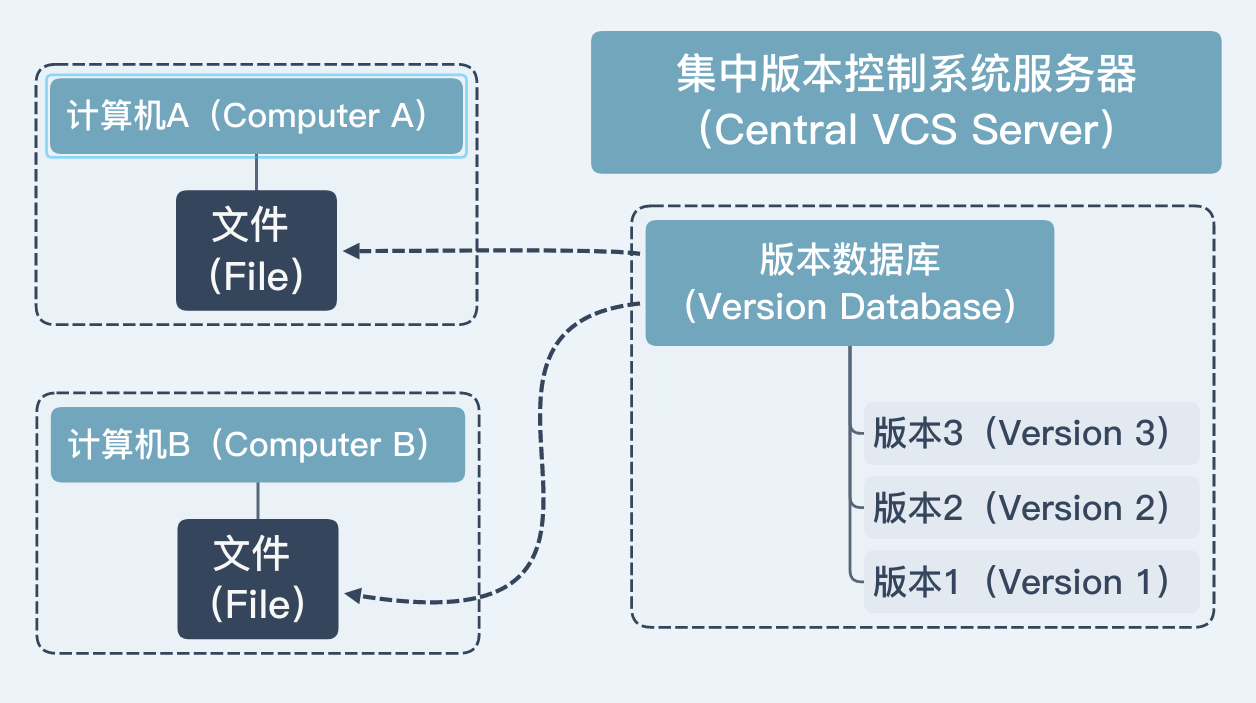 计算机A（Computer A）
文件
（File）
计算机B（Computer B）
文件
（File）
集中版本控制系统服务器
（Central VCS Server）
版本数据库
（Version Database）
版本3（Version 3）
版本2（Version 2）
版本1（Version 1）